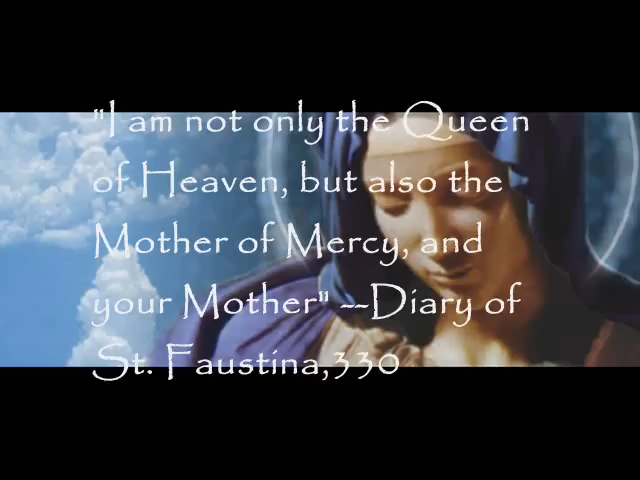 "I am not only the Queen
of Heaven, but also the
Mother of Mercy, and
your Mother" --Diary of
St. Faustina,330